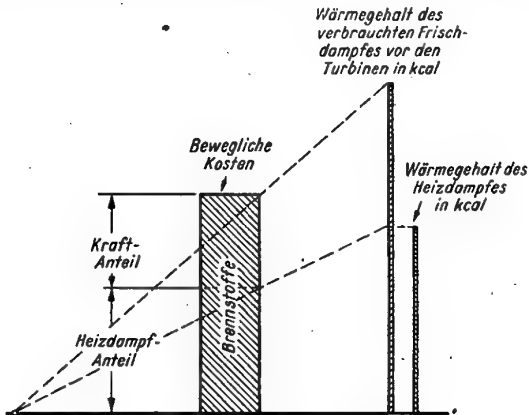 Wärmegehalt des
verbrauchten Frisch-
dampfes vor den
Turbinen in kcal
Bewegliche
Kosten
Wärmegehalt des
Heizdampfes
in kcal
Kraft-
Anteil
Brennstoffe
Heizdampf-
Anteil